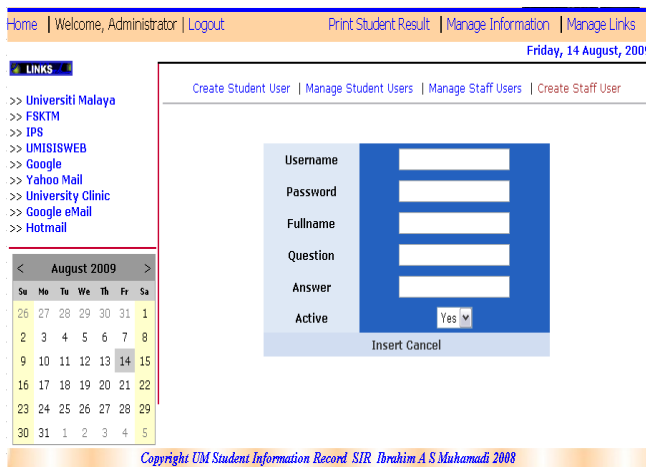 Home | Welcome, Administrator | Logout Print Student Result | Manage Information | Manage Links
Friday, 14 August, 2009
LINKS
>> Universiti Malaya
>> FSKTM
>> IPS
>> UMISISWEB
>> Google
>> Yahoo Mail
>> University Clinic
>> Google eMail
>> Hotmail
< August 2009 >
Su Mo Tu We Th Fr Sa
26 27 28 29 30 31 1
2 3 4 5 6 7 8
9 10 11 12 13 14 15
16 17 18 19 20 21 22
23 24 25 26 27 28 29
30 31 1 2 3 4 5
Create Student User | Manage Student Users | Manage Staff Users | Create Staff User
Username
Password
Fullname
Question
Answer
Active Yes
Insert Cancel
Copyright UM Student Information Record SIR Ibrahim A S Muhamadi 2008